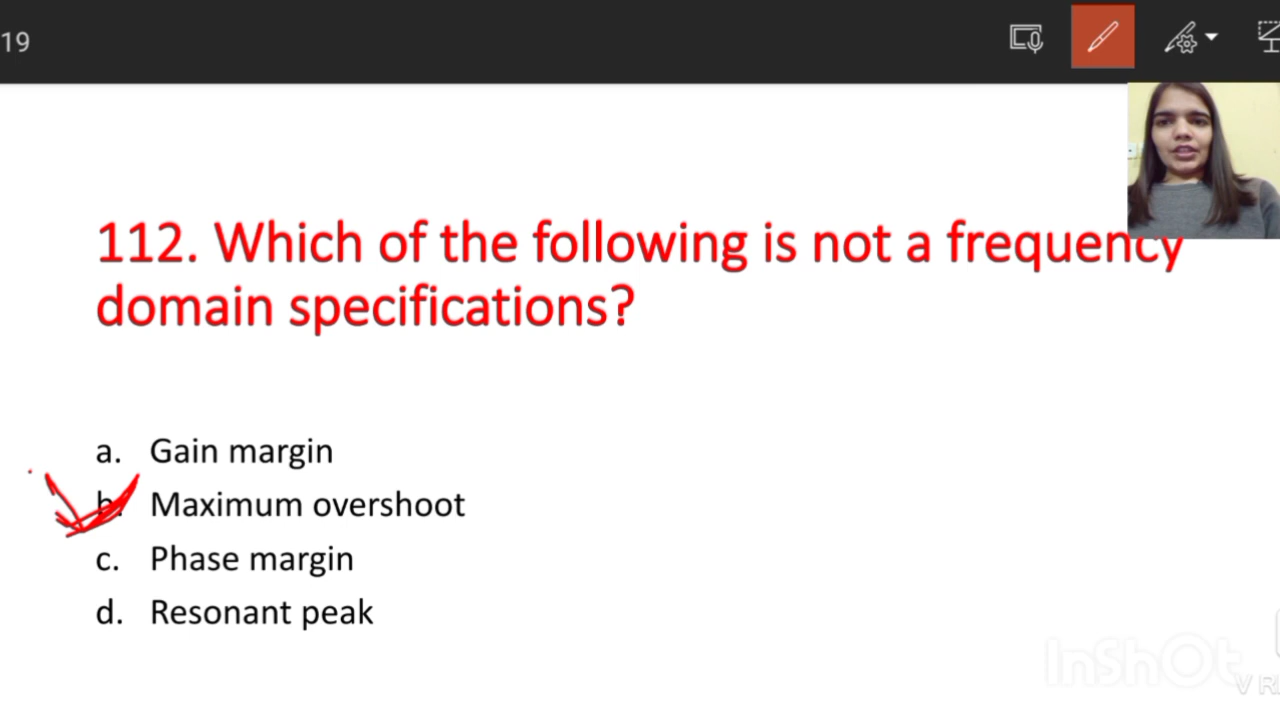 19
112. Which of the following is not a frequency
domain specifications?
a. Gain margin
b. Maximum overshoot
c. Phase margin
d. Resonant peak
InShOt